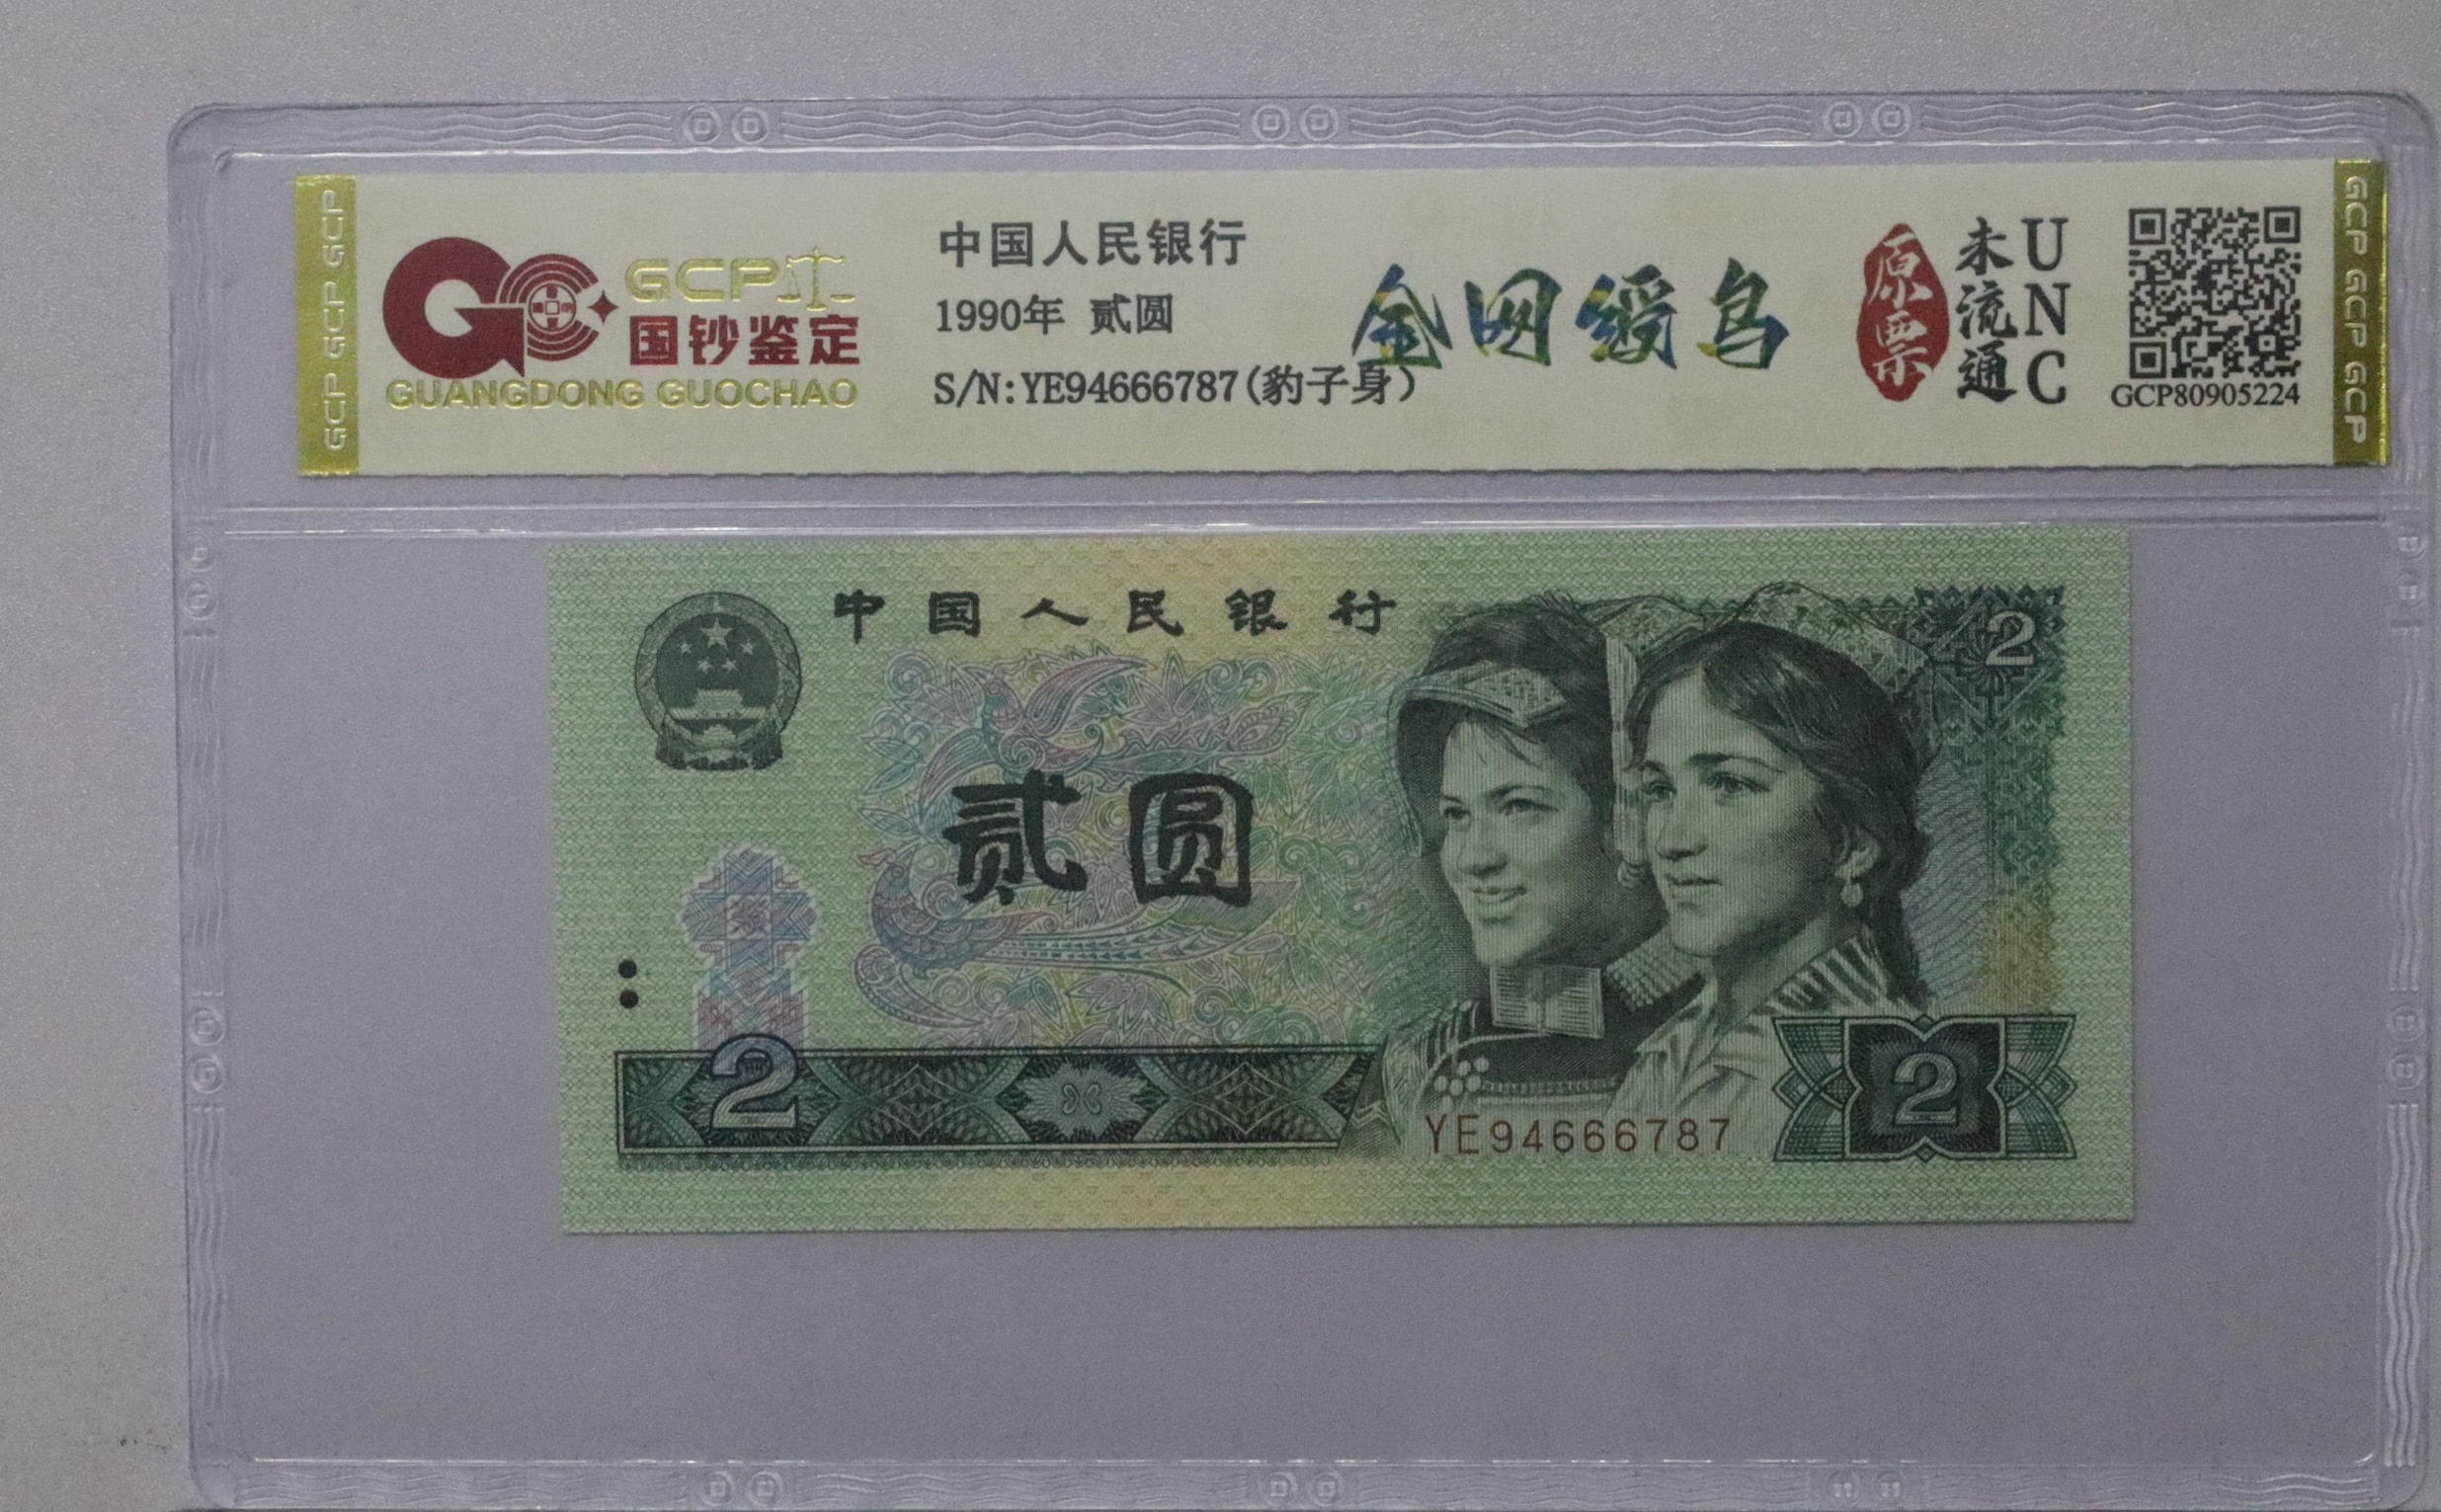 GCP GCP GCP
GCP
国钞鉴定
GUANGDONG GUOCHAO
中国人民银行
1990年 贰圆
S/N:YE94666787(豹子身)
金网绶鸟
原票
未流通
UNC
GCP80905224
GCP GCP GCP
中国人民银行
2
贰圆
2
YE94666787
2